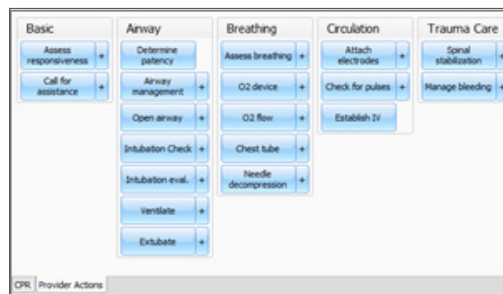 Basic
Assess
responsiveness +
Call for
assistance +
Airway
Determine
patency
Airway
management +
Open airway +
Intubation Check +
Intubation eval. +
Ventilate +
Extubate +
Breathing
Assess breathing +
O2 device +
O2 flow +
Chest tube +
Needle
decompression +
Circulation
Attach
electrodes +
Check for pulses +
Establish IV
Trauma Care
Spinal
stabilization +
Manage bleeding +
CPR Provider Actions